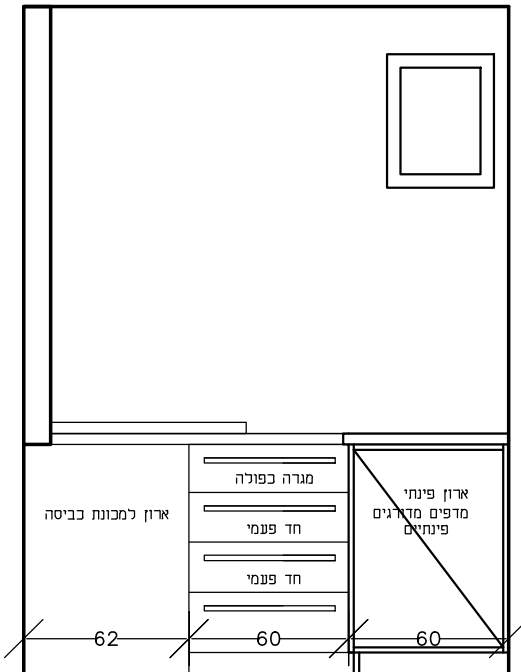 מגרה כפולה
ארון פינתי
מדפים מדורגים
פינתיים
ארון למכונת כביסה
חד פעמי
חד פעמי
62
60
60